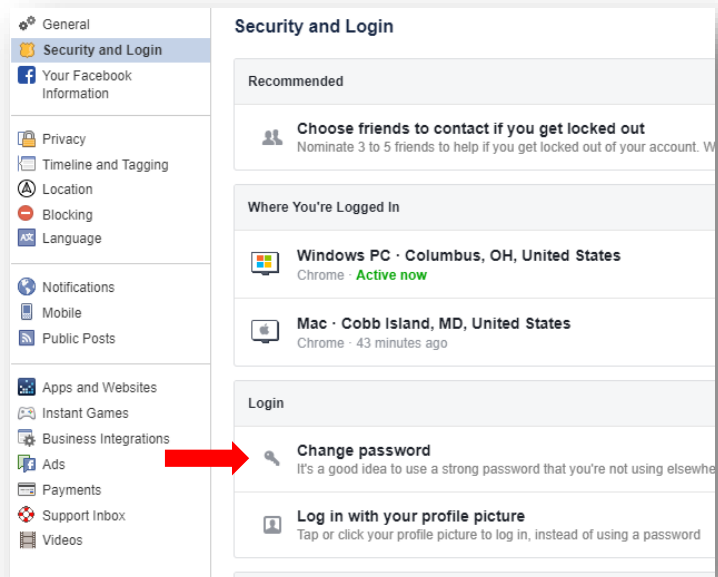 General
Security and Login
Your Facebook
Information
Privacy
Timeline and Tagging
Location
Blocking
Language
Notifications
Mobile
Public Posts
Apps and Websites
Instant Games
Business Integrations
Ads
Payments
Support Inbox
Videos
Security and Login
Recommended
Choose friends to contact if you get locked out
Nominate 3 to 5 friends to help if you get locked out of your account. W
Where You're Logged In
Windows PC · Columbus, OH, United States
Chrome · Active now
Mac · Cobb Island, MD, United States
Chrome · 43 minutes ago
Login
Change password
It's a good idea to use a strong password that you're not using elsewhe
Log in with your profile picture
Tap or click your profile picture to log in, instead of using a password